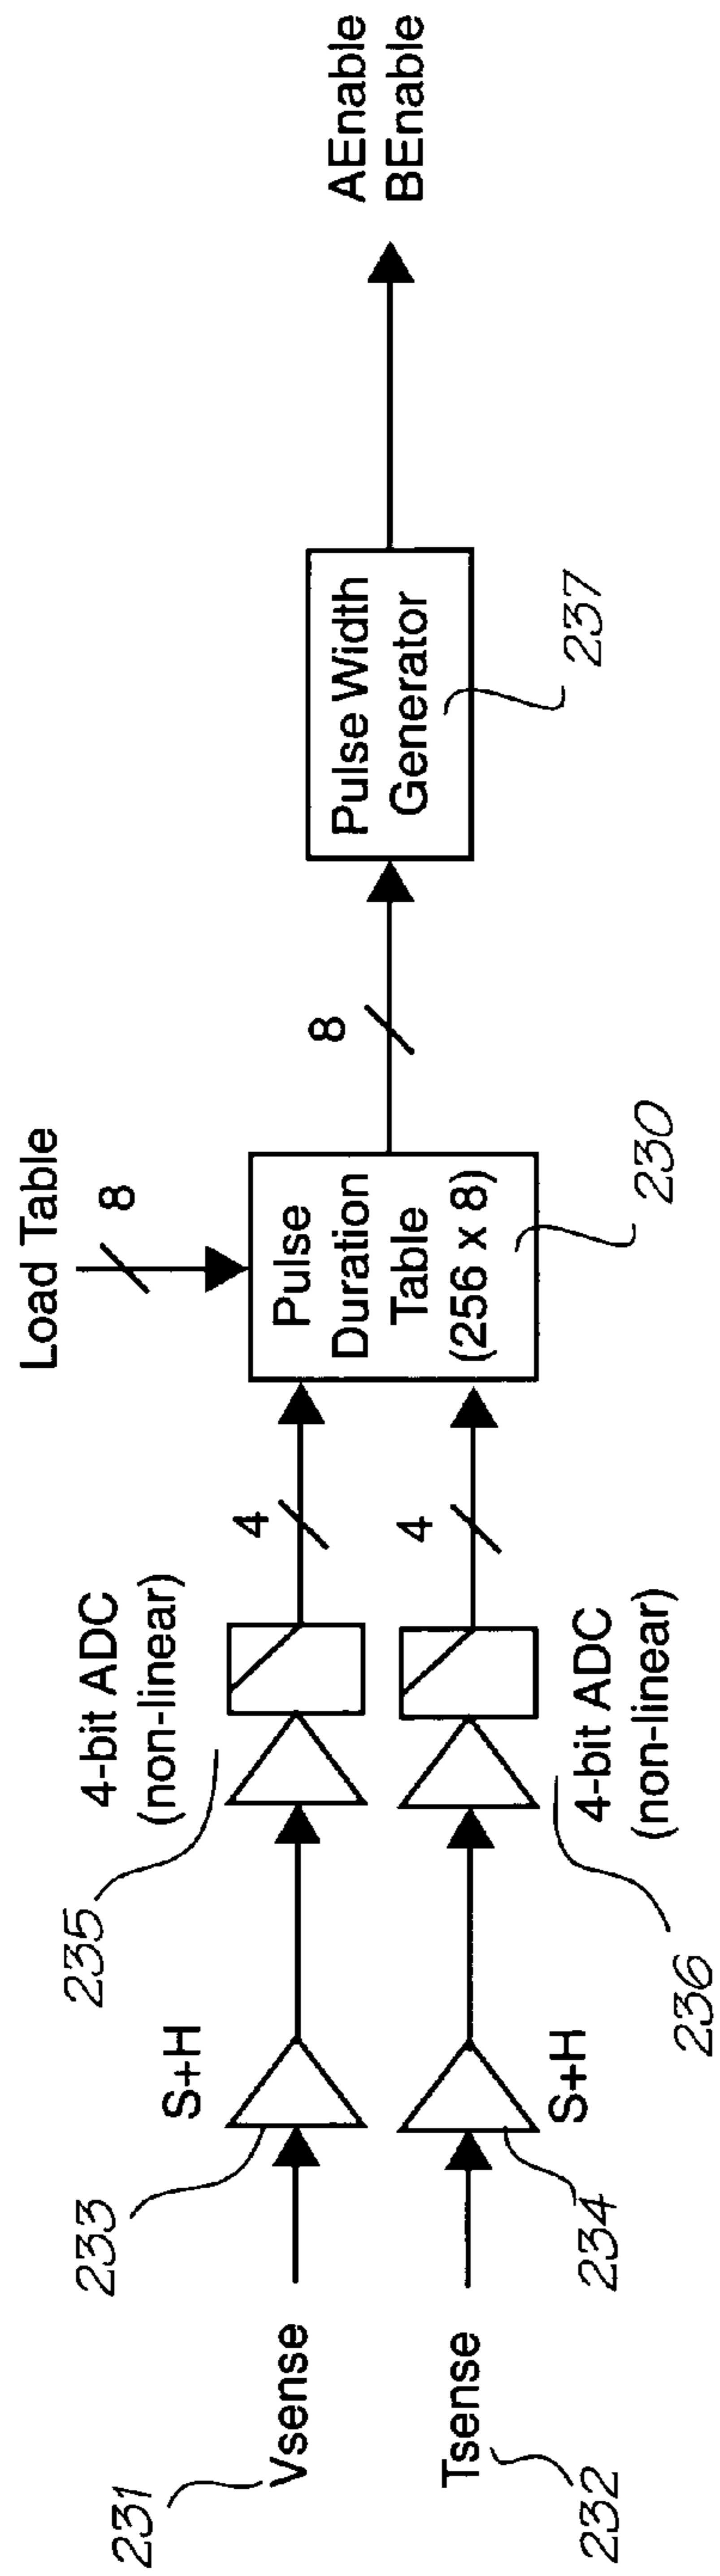 231
Vsense
Tsense
232
233
S+H
S+H
234
235
4-bit ADC
(non-linear)
4-bit ADC
(non-linear)
236
4
4
Load Table
8
Pulse
Duration
Table
(256 x 8)
230
8
Pulse Width
Generator
237
AEnable
BEnable